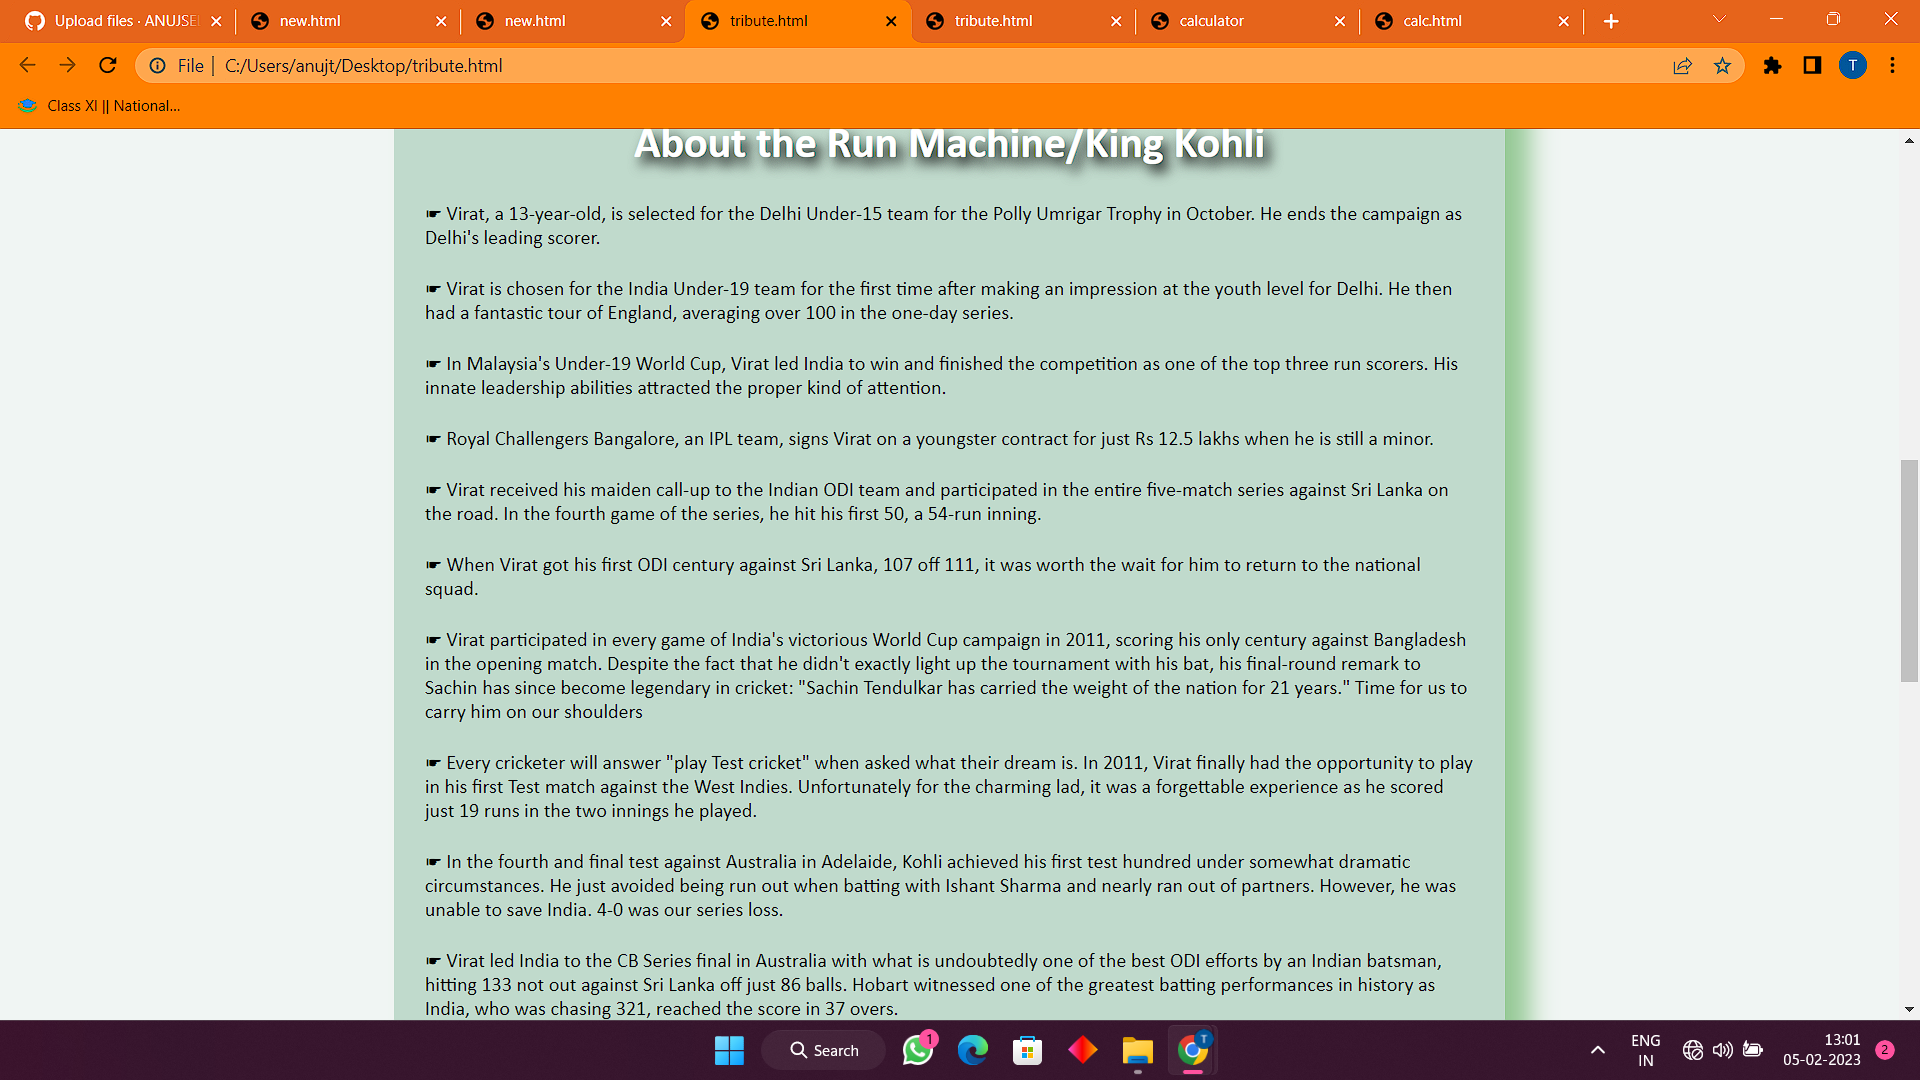 Upload files · ANUJSE
new.html
new.html
tribute.html
tribute.html
calculator
calc.html
File | C:/Users/anujt/Desktop/tribute.html
T
Class XI || National...
About the Run Machine/King Kohli
☛ Virat, a 13-year-old, is selected for the Delhi Under-15 team for the Polly Umrigar Trophy in October. He ends the campaign as
Delhi's leading scorer.
☛ Virat is chosen for the India Under-19 team for the first time after making an impression at the youth level for Delhi. He then
had a fantastic tour of England, averaging over 100 in the one-day series.
☛ In Malaysia's Under-19 World Cup, Virat led India to win and finished the competition as one of the top three run scorers. His
innate leadership abilities attracted the proper kind of attention.
☛ Royal Challengers Bangalore, an IPL team, signs Virat on a youngster contract for just Rs 12.5 lakhs when he is still a minor.
☛ Virat received his maiden call-up to the Indian ODI team and participated in the entire five-match series against Sri Lanka on
the road. In the fourth game of the series, he hit his first 50, a 54-run inning.
☛ When Virat got his first ODI century against Sri Lanka, 107 off 111, it was worth the wait for him to return to the national
squad.
☛ Virat participated in every game of India's victorious World Cup campaign in 2011, scoring his only century against Bangladesh
in the opening match. Despite the fact that he didn't exactly light up the tournament with his bat, his final-round remark to
Sachin has since become legendary in cricket: "Sachin Tendulkar has carried the weight of the nation for 21 years." Time for us to
carry him on our shoulders
☛ Every cricketer will answer "play Test cricket" when asked what their dream is. In 2011, Virat finally had the opportunity to play
in his first Test match against the West Indies. Unfortunately for the charming lad, it was a forgettable experience as he scored
just 19 runs in the two innings he played.
☛ In the fourth and final test against Australia in Adelaide, Kohli achieved his first test hundred under somewhat dramatic
circumstances. He just avoided being run out when batting with Ishant Sharma and nearly ran out of partners. However, he was
unable to save India. 4-0 was our series loss.
☛ Virat led India to the CB Series final in Australia with what is undoubtedly one of the best ODI efforts by an Indian batsman,
hitting 133 not out against Sri Lanka off just 86 balls. Hobart witnessed one of the greatest batting performances in history as
India, who was chasing 321, reached the score in 37 overs.
Search
1
T
ENG
IN
13:01
05-02-2023
2